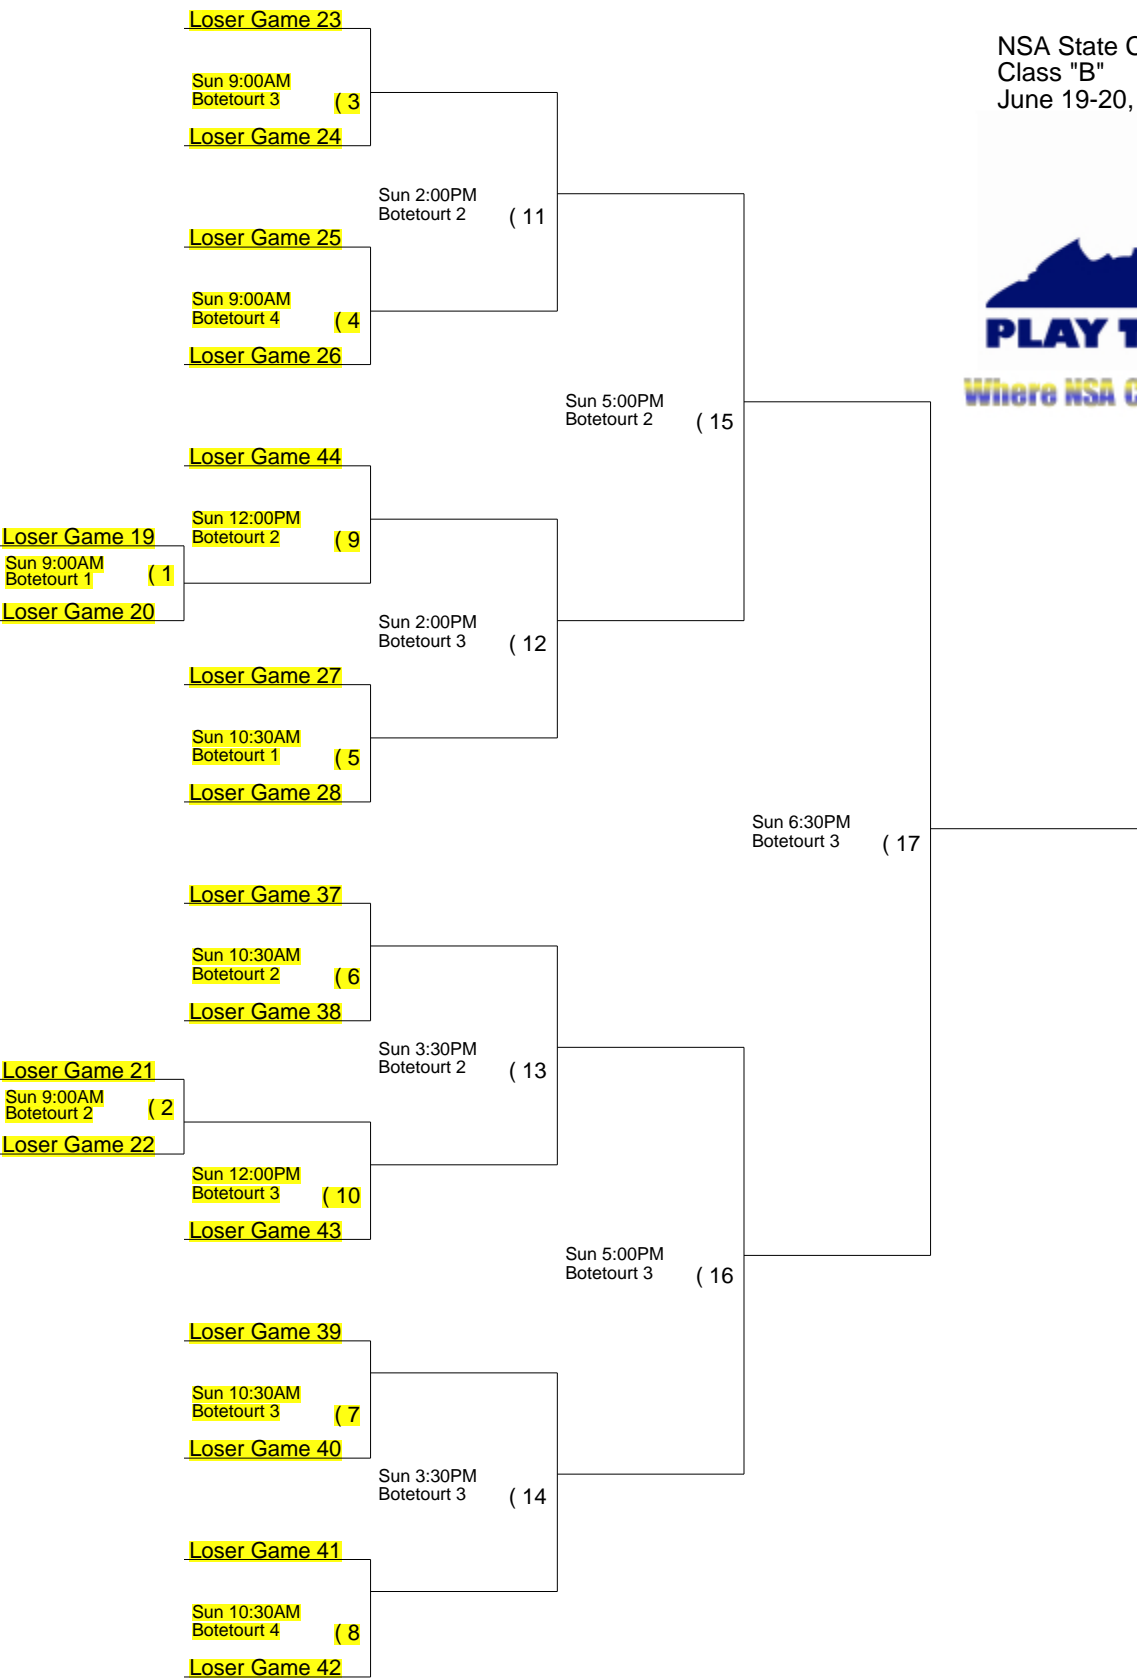 Loser Game 23
NSA State C
Class "B"
June 19-20,
Sun 9:00AM
Botetourt 3 ( 3
Loser Game 24
Sun 2:00PM
Botetourt 2 ( 11
Loser Game 25
Sun 9:00AM
Botetourt 4 ( 4
Loser Game 26
PLAY T
Where NSA C
Sun 5:00PM
Botetourt 2 ( 15
Loser Game 44
Sun 12:00PM
Botetourt 2 ( 9
Loser Game 19
Sun 9:00AM
Botetourt 1 ( 1
Loser Game 20
Sun 2:00PM
Botetourt 3 ( 12
Loser Game 27
Sun 10:30AM
Botetourt 1 ( 5
Loser Game 28
Sun 6:30PM
Botetourt 3 ( 17
Loser Game 37
Sun 10:30AM
Botetourt 2 ( 6
Loser Game 38
Sun 3:30PM
Botetourt 2 ( 13
Loser Game 21
Sun 9:00AM
Botetourt 2 ( 2
Loser Game 22
Sun 12:00PM
Botetourt 3 ( 10
Loser Game 43
Sun 5:00PM
Botetourt 3 ( 16
Loser Game 39
Sun 10:30AM
Botetourt 3 ( 7
Loser Game 40
Sun 3:30PM
Botetourt 3 ( 14
Loser Game 41
Sun 10:30AM
Botetourt 4 ( 8
Loser Game 42